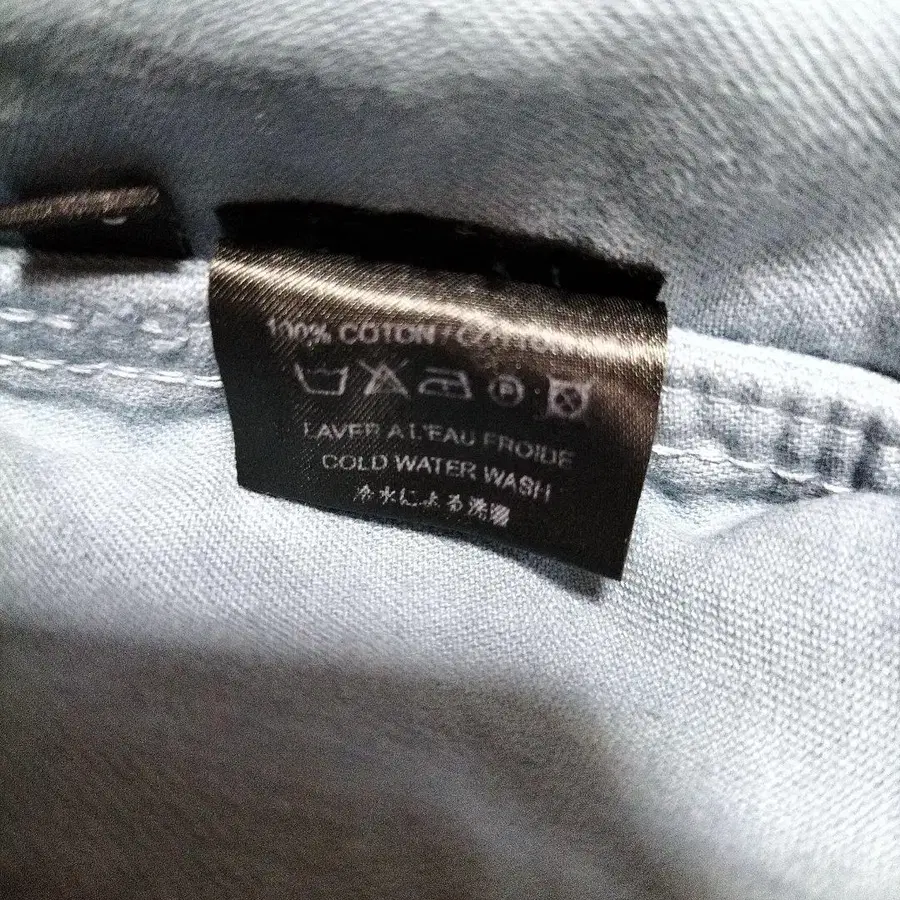 100% COTON / COTTON
P
LAVER A L'EAU FROIDE
COLD WATER WASH
冷水による洗濯